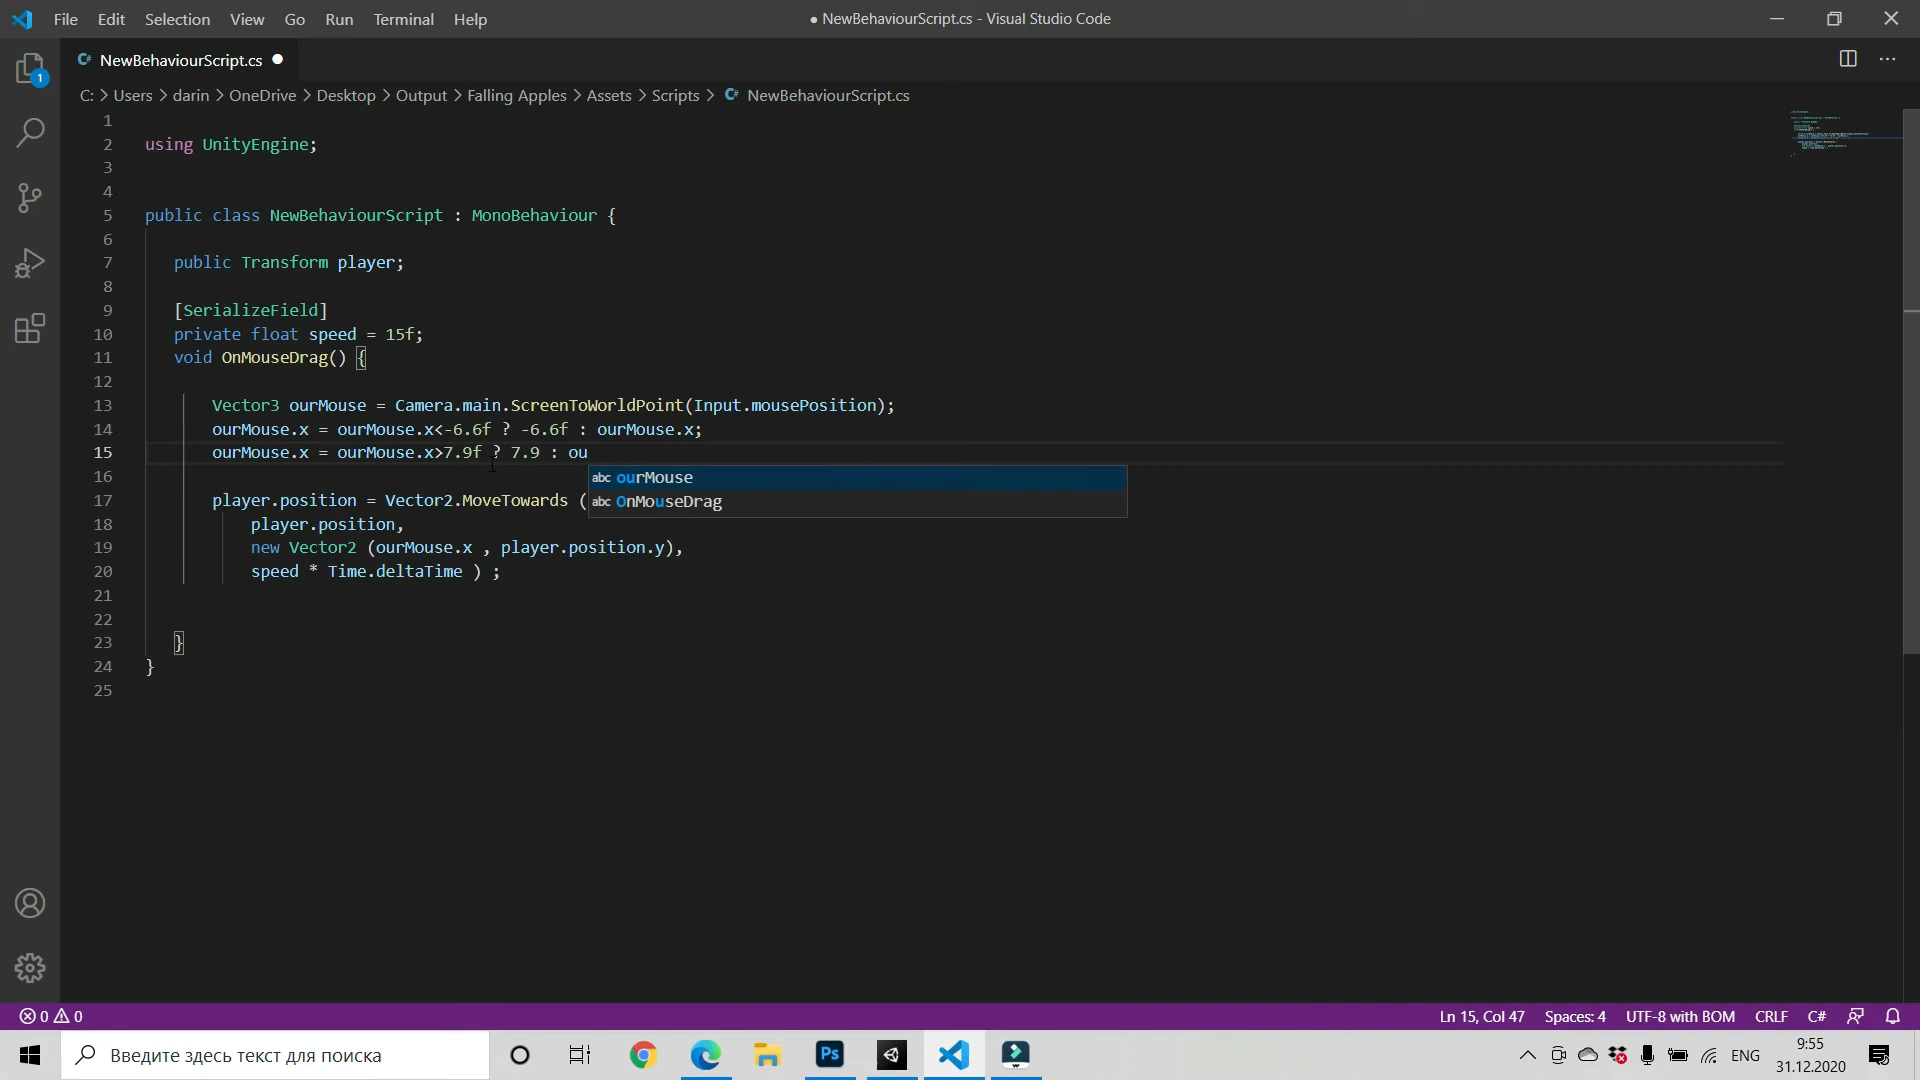 File Edit Selection View Go Run Terminal Help
● NewBehaviourScript.cs - Visual Studio Code
C# NewBehaviourScript.cs ●
1
C: > Users > darin > OneDrive > Desktop > Output > Falling Apples > Assets > Scripts > C# NewBehaviourScript.cs
1
2 using UnityEngine;
3
4
5 public class NewBehaviourScript : MonoBehaviour {
6
7 public Transform player;
8
9 [SerializeField]
10 private float speed = 15f;
11 void OnMouseDrag() {
12
13 Vector3 ourMouse = Camera.main.ScreenToWorldPoint(Input.mousePosition);
14 ourMouse.x = ourMouse.x<-6.6f ? -6.6f : ourMouse.x;
15 ourMouse.x = ourMouse.x>7.9f ? 7.9 : ou
16
abc ourMouse
17 player.position = Vector2.MoveTowards (
abc OnMouseDrag
18 player.position,
19 new Vector2 (ourMouse.x , player.position.y),
20 speed * Time.deltaTime ) ;
21
22
23 }
24 }
25
0 0
Ln 15, Col 47 Spaces: 4 UTF-8 with BOM CRLF C#
Введите здесь текст для поиска
Ps
ENG
9:55
31.12.2020